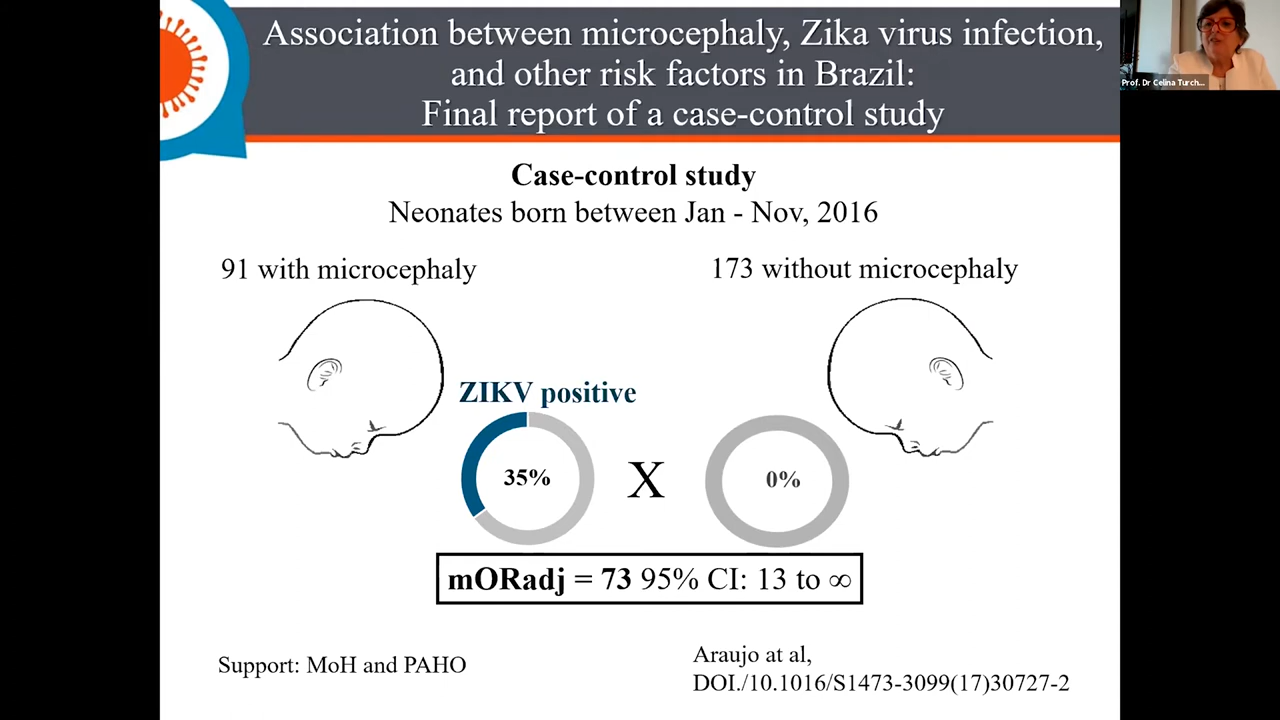 Association between microcephaly, Zika virus infection,
and other risk factors in Brazil:
Final report of a case-control study
Prof. Dr Celina Turch...
Case-control study
Neonates born between Jan - Nov, 2016
91 with microcephaly
173 without microcephaly
ZIKV positive
35%
X
0%
mORadj = 73 95% CI: 13 to ∞
Support: MoH and PAHO
Araujo at al,
DOI./10.1016/S1473-3099(17)30727-2